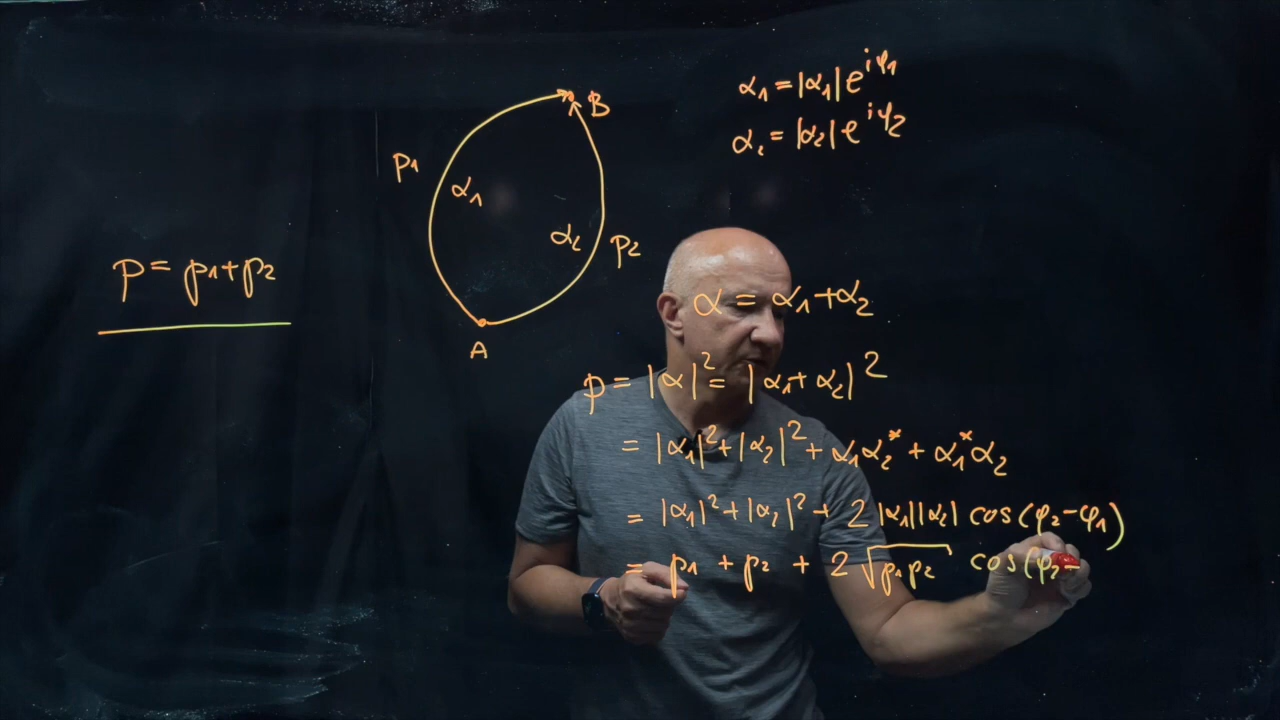 α₁ = |α₁| e^{iφ₁}
α₂ = |α₂| e^{iφ₂}
B
p₁
α₁
α₂
p₂
A
p = p₁+p₂
α = α₁+α₂
p = |α|² = |α₁+α₂|²
= |α₁|²+|α₂|²+ α₁α₂* + α₁*α₂
= |α₁|²+|α₂|²+ 2|α₁||α₂| cos(φ₂-φ₁)
= p₁ + p₂ + 2√(p₁p₂) cos(φ₂-